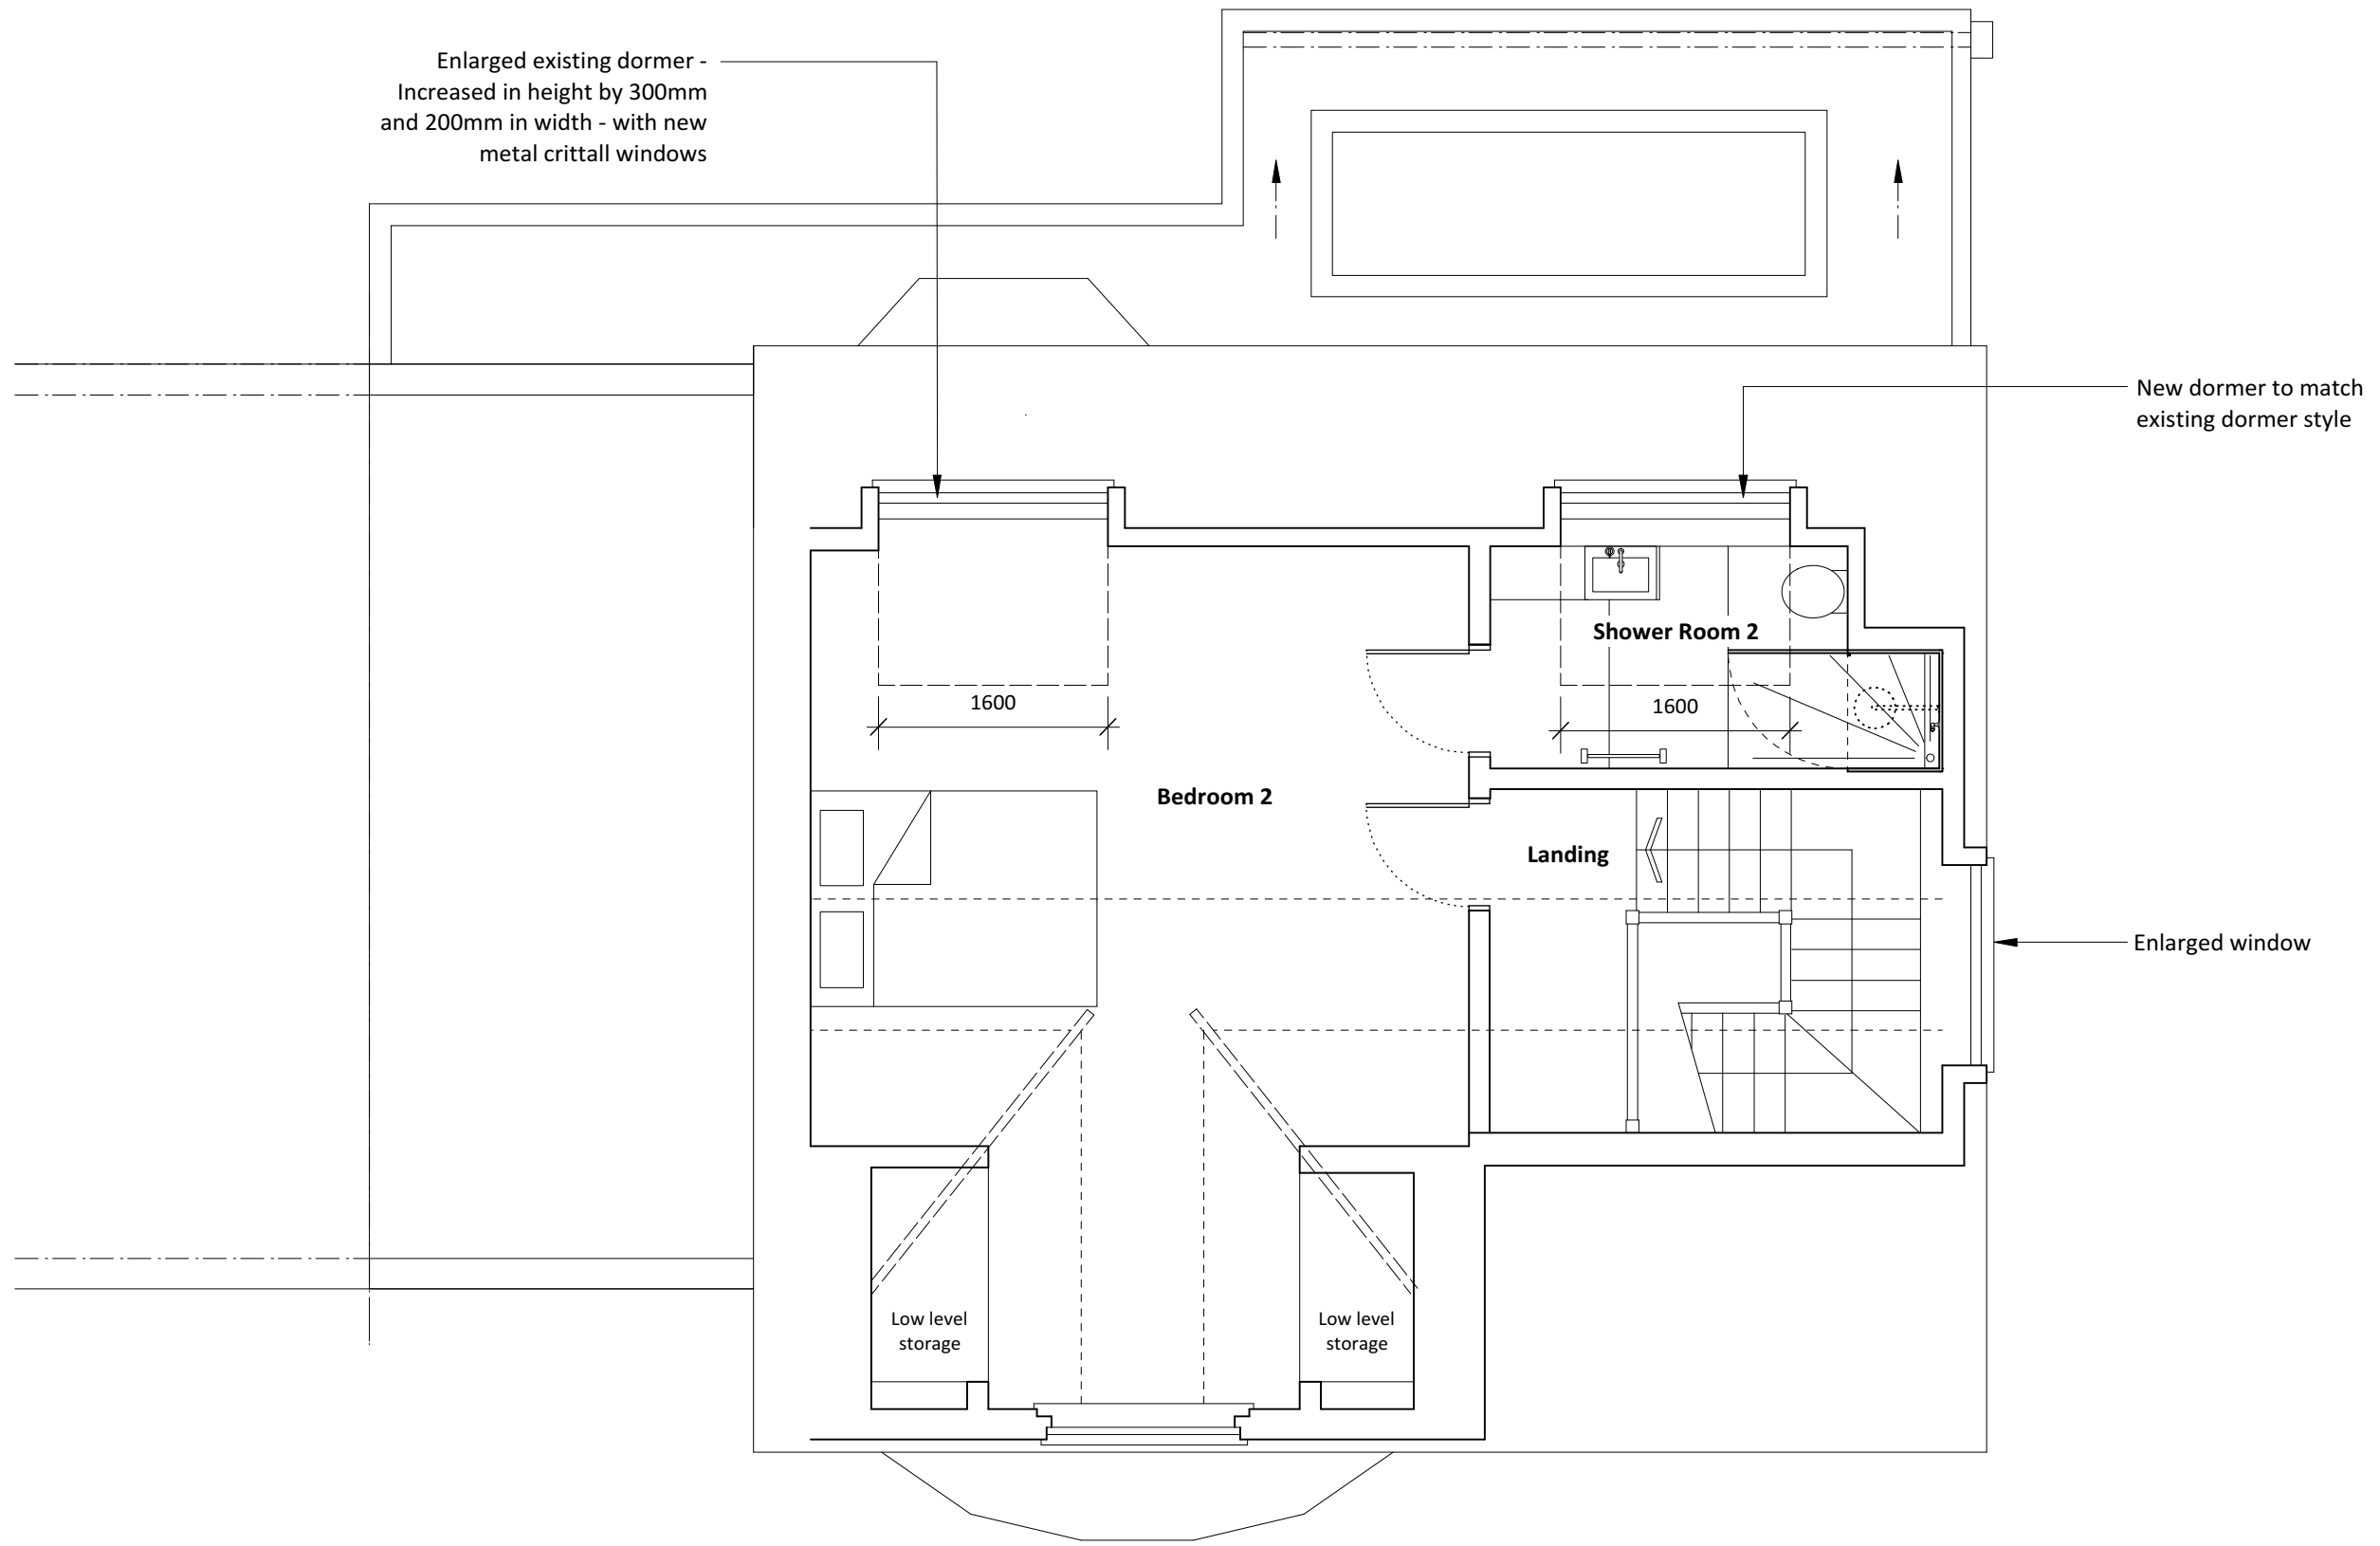 Enlarged existing dormer -
Increased in height by 300mm
and 200mm in width - with new
metal crittall windows
New dormer to match
existing dormer style
Shower Room 2
1600
1600
Bedroom 2
Landing
Enlarged window
Low level
storage
Low level
storage